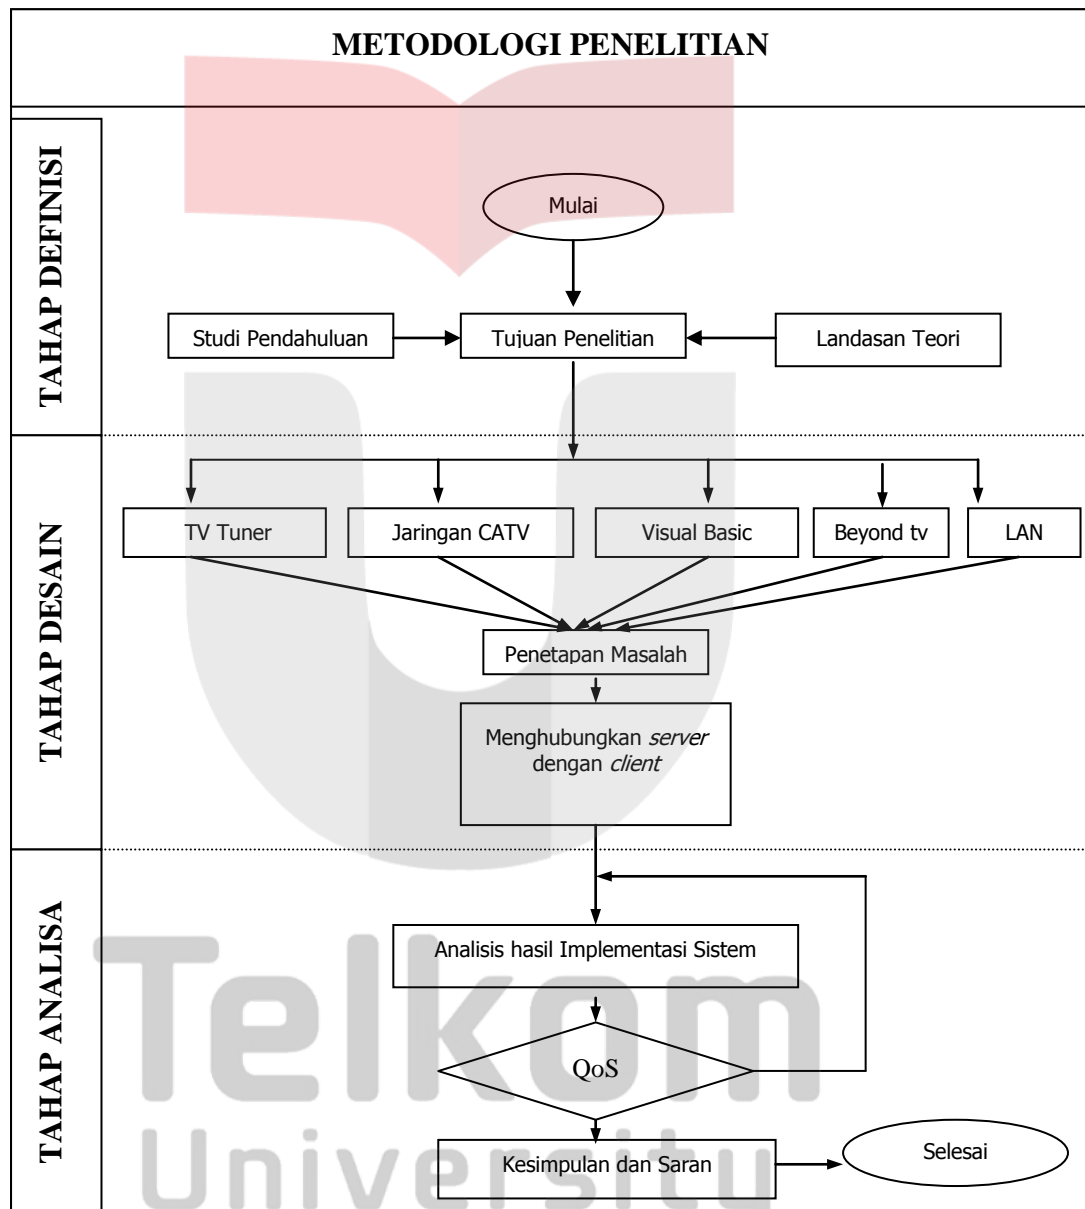 METODOLOGI PENELITIAN
TAHAP DEFINISI
Mulai
Studi Pendahuluan
Tujuan Penelitian
Landasan Teori
TAHAP DESAIN
TV Tuner
Jaringan CATV
Visual Basic
Beyond tv
LAN
Penetapan Masalah
Menghubungkan server
dengan client
TAHAP ANALISA
Analisis hasil Implementasi Sistem
QoS
Kesimpulan dan Saran
Selesai
Telkom
University